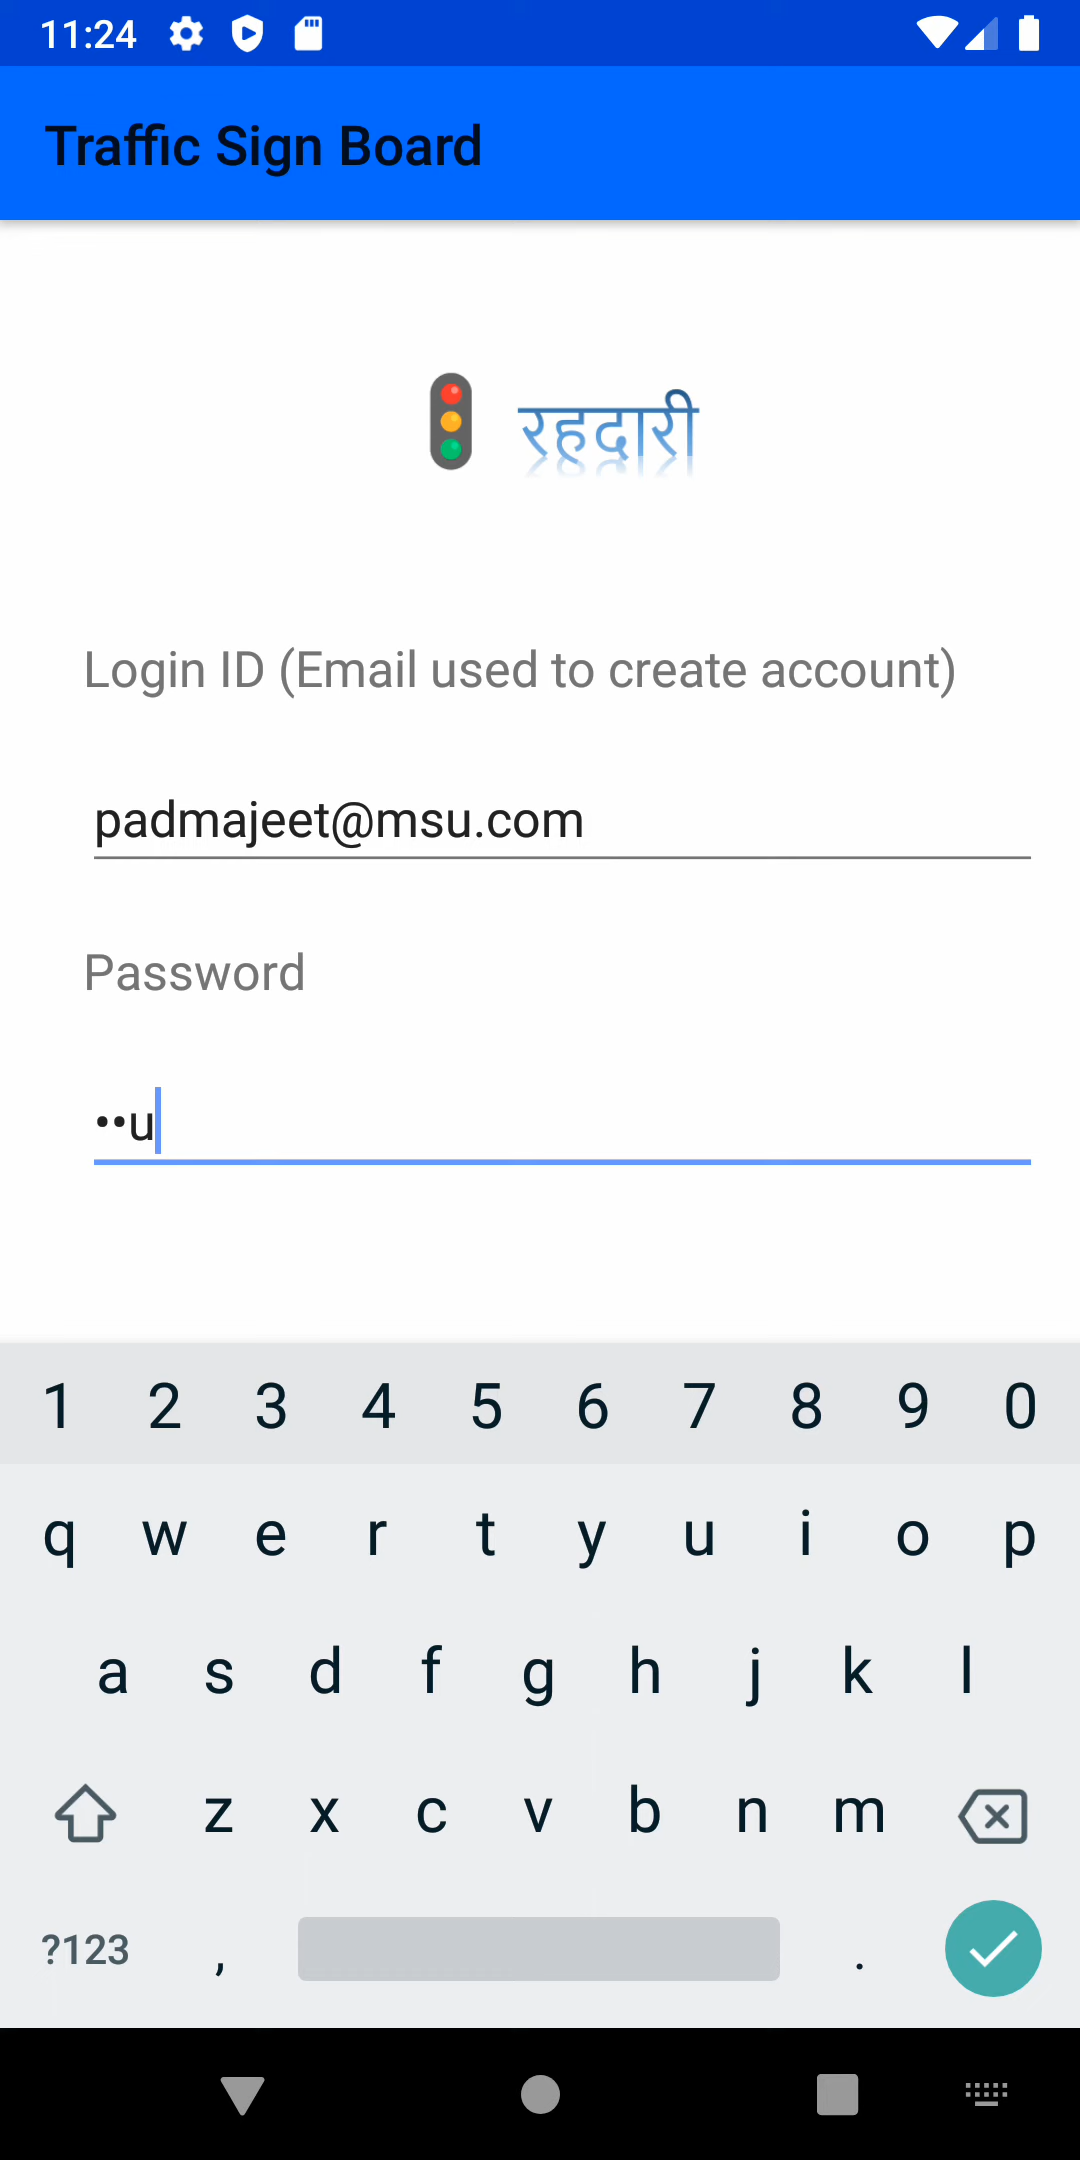 11:24
Traffic Sign Board
रहदारी
Login ID (Email used to create account)
padmajeet@msu.com
Password
••u
1 2 3 4 5 6 7 8 9 0
q w e r t y u i o p
a s d f g h j k l
z x c v b n m
?123 , .